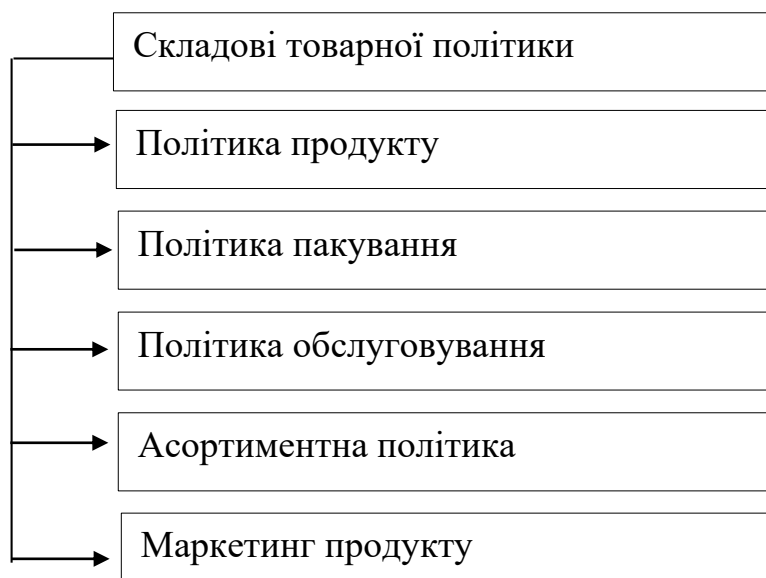 Складові товарної політики
Політика продукту
Політика пакування
Політика обслуговування
Асортиментна політика
Маркетинг продукту